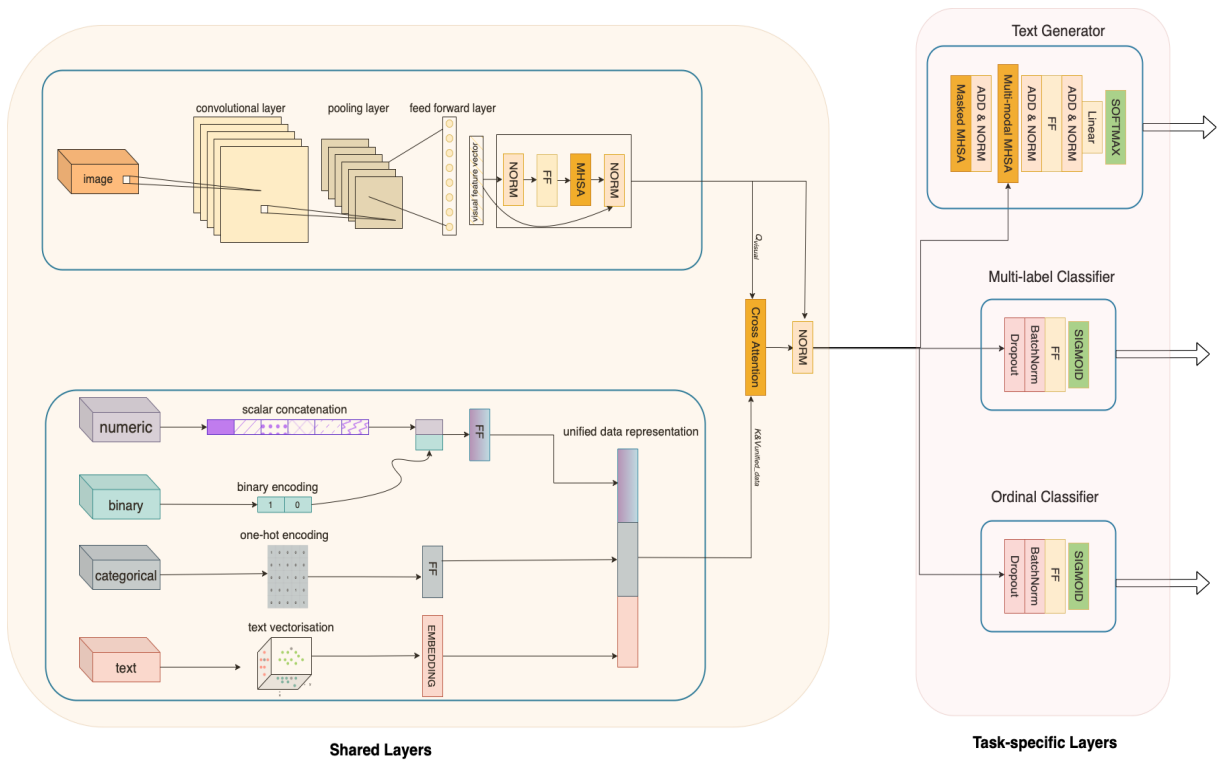 Text Generator
convolutional layer
pooling layer
feed forward layer
image
visual feature vector
NORM
FF
MHSA
NORM
Masked MHSA
ADD & NORM
Multi-modal MHSA
ADD & NORM
FF
ADD & NORM
Linear
SOFTMAX
Qvisual
Cross Attention
NORM
K&Vunified_data
Multi-label Classifier
Dropout
BatchNorm
FF
SIGMOID
numeric
scalar concatenation
FF
unified data representation
binary
binary encoding
1 0
categorical
one-hot encoding
FF
text
text vectorisation
EMBEDDING
Ordinal Classifier
Dropout
BatchNorm
FF
SIGMOID
Shared Layers
Task-specific Layers